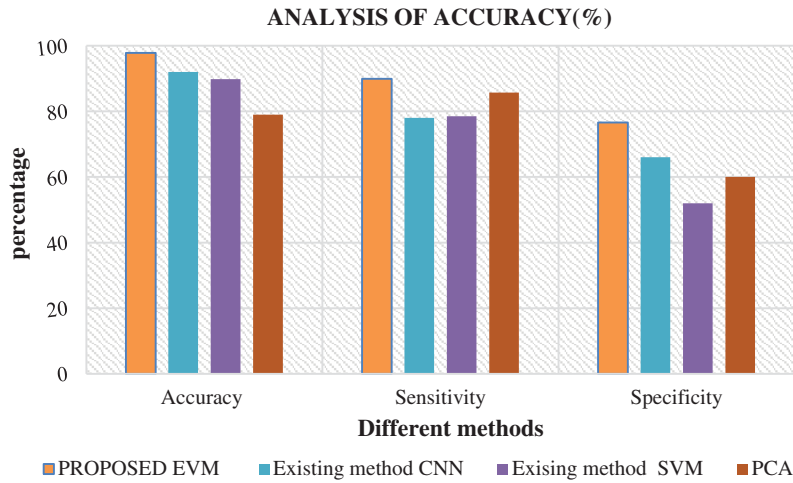 ANALYSIS OF ACCURACY(%)
100
80
60
40
20
0
percentage
Accuracy
Sensitivity
Specificity
Different methods
PROPOSED EVM
Existing method CNN
Exising method SVM
PCA